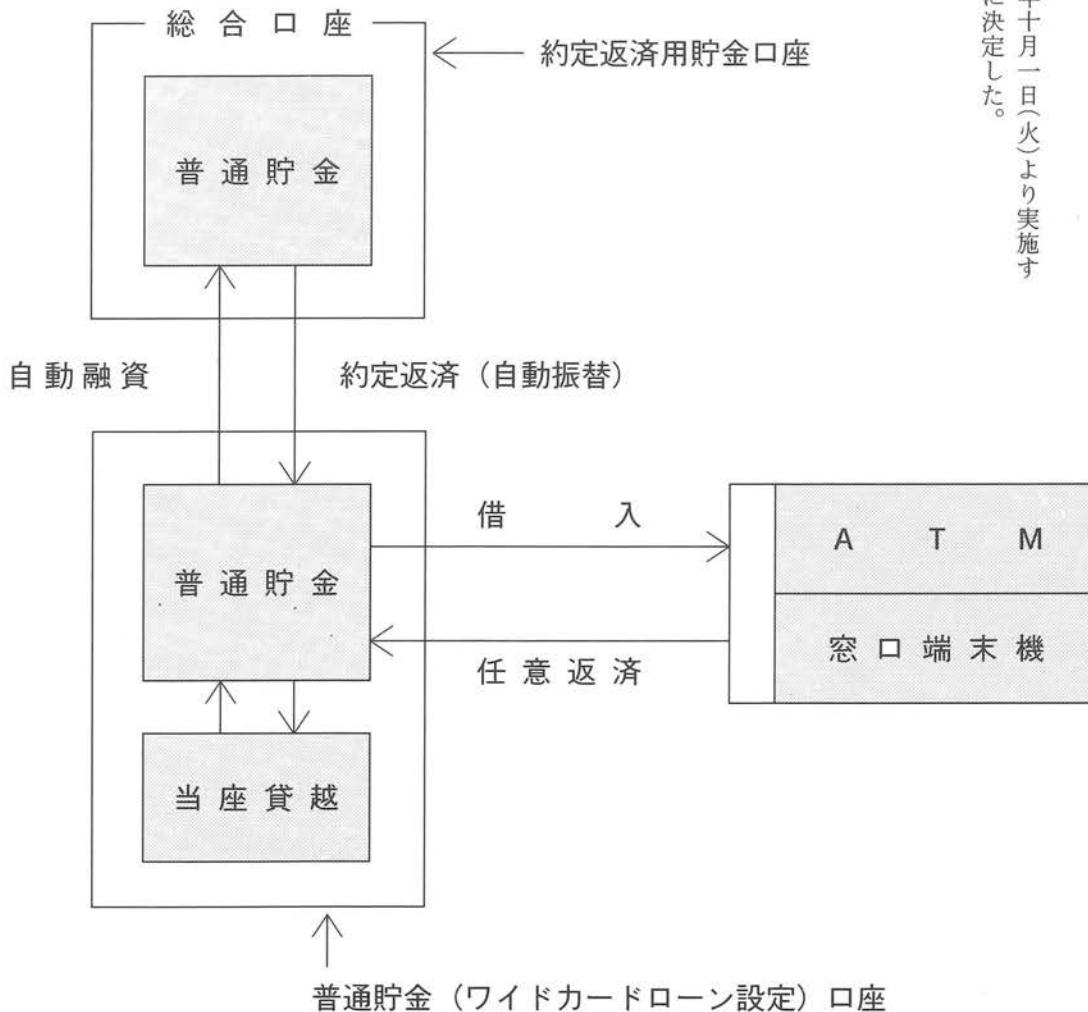 年十月一日(火)より実施す
に決定した。
総合口座
約定返済用貯金口座
普通貯金
自動融資
約定返済(自動振替)
借入
普通貯金
ATM
任意返済
窓口端末機
当座貸越
普通貯金(ワイドカードローン設定)口座